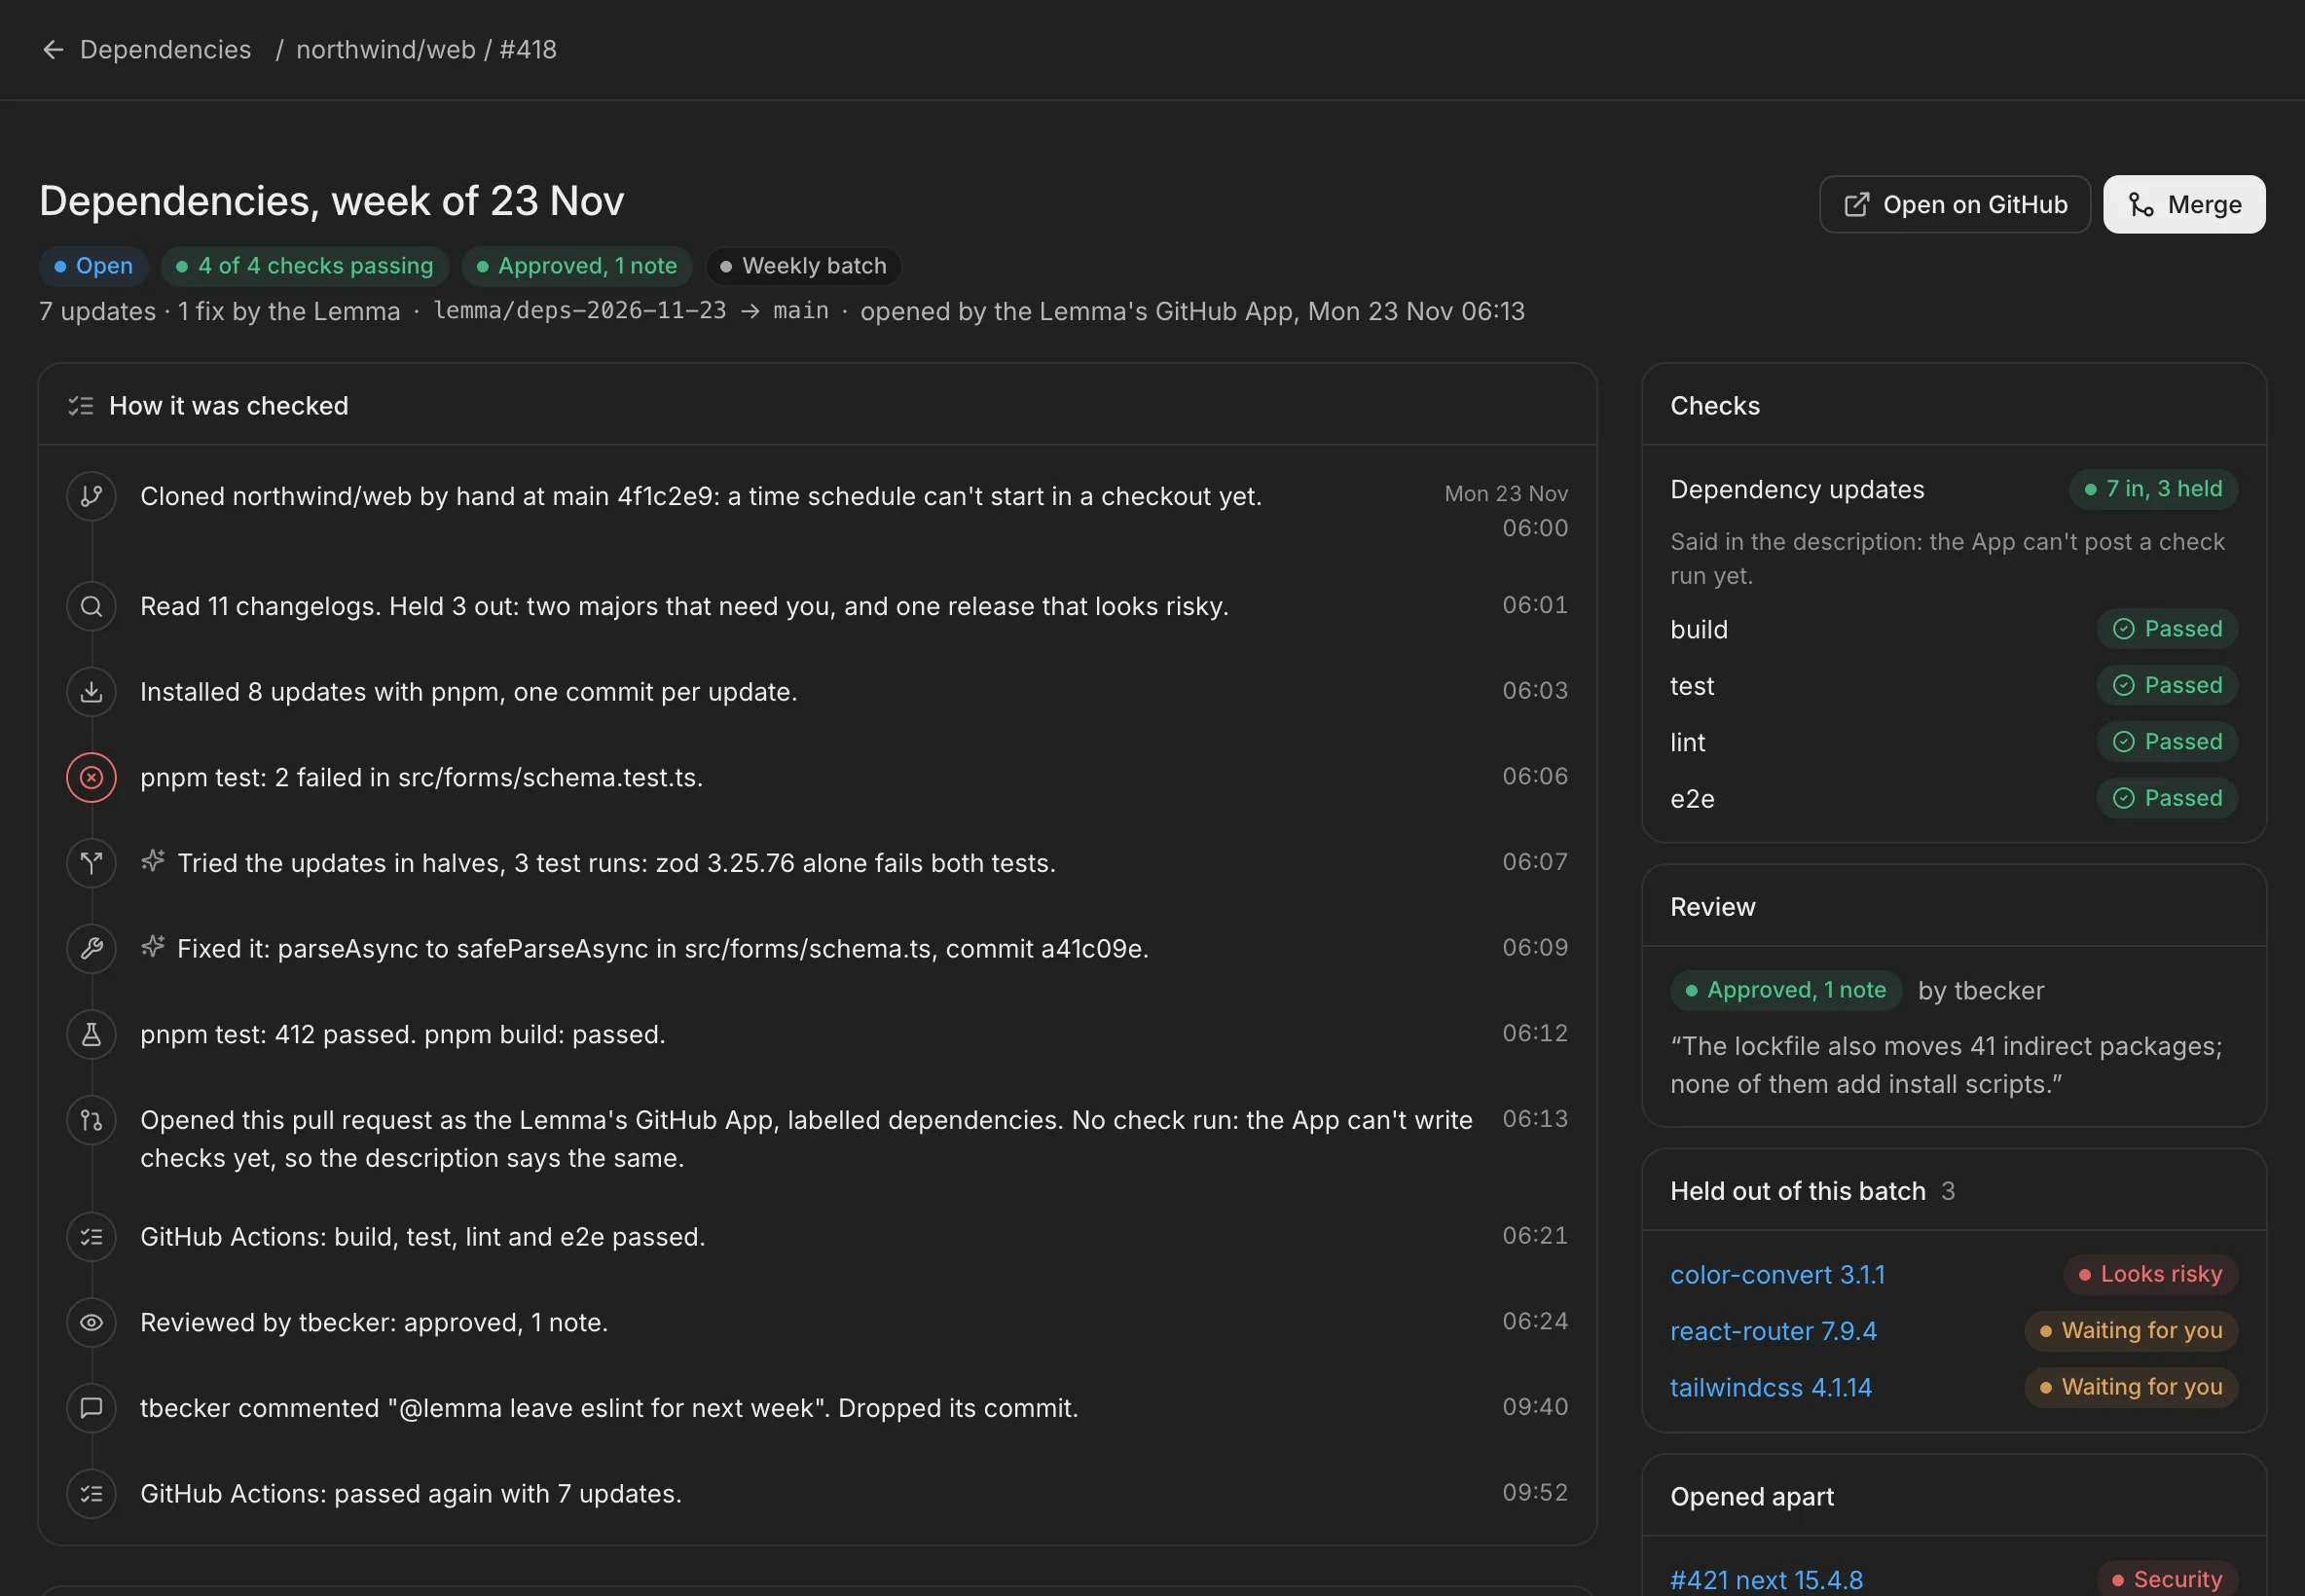 Dependencies / northwind/web / #418
Dependencies, week of 23 Nov
Open on GitHub
Merge
Open
4 of 4 checks passing
Approved, 1 note
Weekly batch
7 updates · 1 fix by the Lemma · lemma/deps-2026-11-23 → main · opened by the Lemma's GitHub App, Mon 23 Nov 06:13
How it was checked
Cloned northwind/web by hand at main 4f1c2e9: a time schedule can't start in a checkout yet.
Mon 23 Nov
06:00
Read 11 changelogs. Held 3 out: two majors that need you, and one release that looks risky.
06:01
Installed 8 updates with pnpm, one commit per update.
06:03
pnpm test: 2 failed in src/forms/schema.test.ts.
06:06
Tried the updates in halves, 3 test runs: zod 3.25.76 alone fails both tests.
06:07
Fixed it: parseAsync to safeParseAsync in src/forms/schema.ts, commit a41c09e.
06:09
pnpm test: 412 passed. pnpm build: passed.
06:12
Opened this pull request as the Lemma's GitHub App, labelled dependencies. No check run: the App can't write
checks yet, so the description says the same.
06:13
GitHub Actions: build, test, lint and e2e passed.
06:21
Reviewed by tbecker: approved, 1 note.
06:24
tbecker commented "@lemma leave eslint for next week". Dropped its commit.
09:40
GitHub Actions: passed again with 7 updates.
09:52
Checks
Dependency updates
7 in, 3 held
Said in the description: the App can't post a check
run yet.
build
Passed
test
Passed
lint
Passed
e2e
Passed
Review
Approved, 1 note
by tbecker
“The lockfile also moves 41 indirect packages;
none of them add install scripts.”
Held out of this batch 3
color-convert 3.1.1
Looks risky
react-router 7.9.4
Waiting for you
tailwindcss 4.1.14
Waiting for you
Opened apart
#421 next 15.4.8
Security